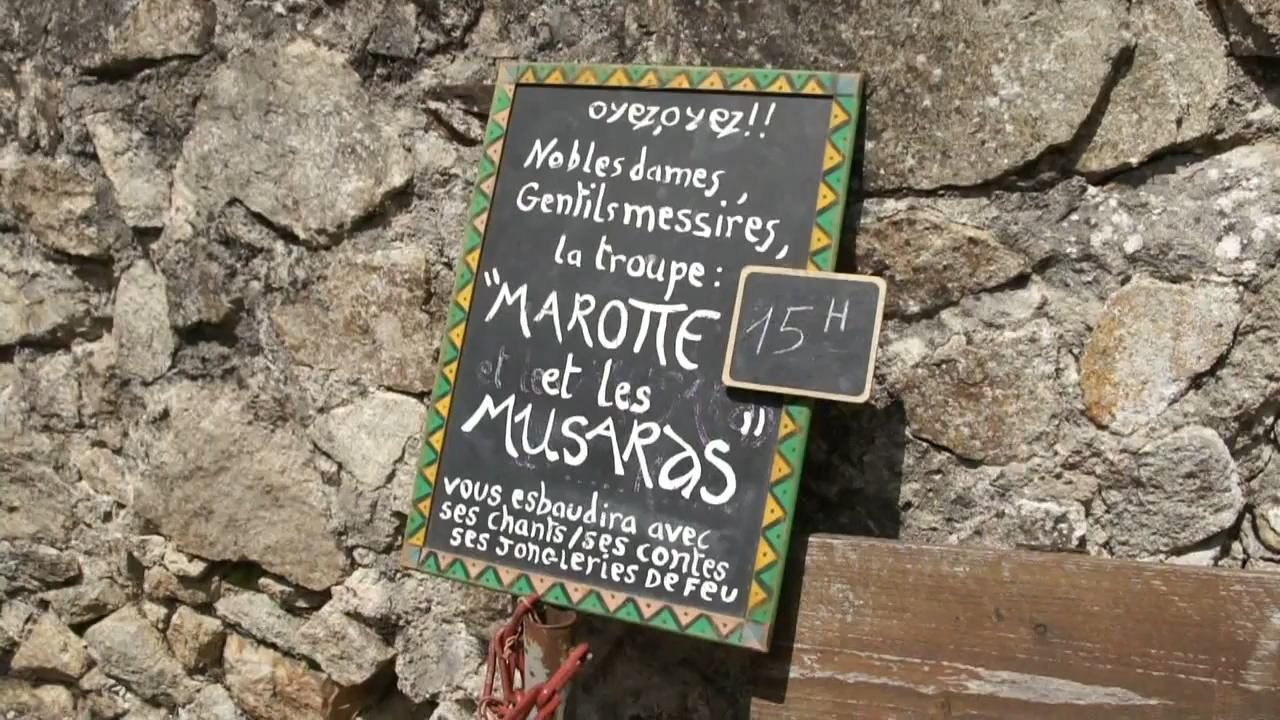 oyez,oyez!!
Nobles dames,
Gentils messires,
la troupe:
"MAROTTE
et les
MUSARdS"
vous esbaudira avec
ses chants/ses contes
ses JONGLERIES DE FEU
15H